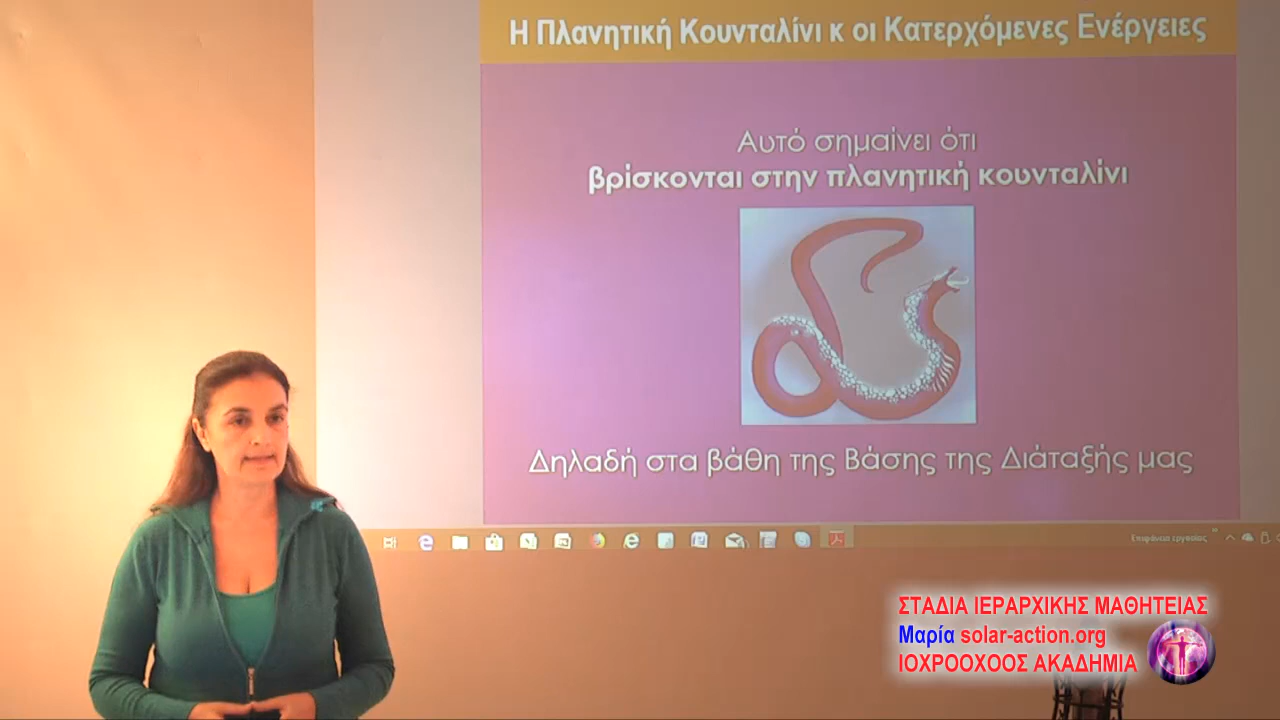 Η Πλανητική Κουνταλίνι κ οι Κατερχόμενες Ενέργειες
Αυτό σημαίνει ότι
βρίσκονται στην πλανητική κουνταλίνι
Δηλαδή στα βάθη της Βάσης της Διάταξής μας
Επιφάνεια εργασίας
ΣΤΑΔΙΑ ΙΕΡΑΡΧΙΚΗΣ ΜΑΘΗΤΕΙΑΣ
Μαρία solar-action.org
ΙΟΧΡΟΟΧΟΟΣ ΑΚΑΔΗΜΙΑ